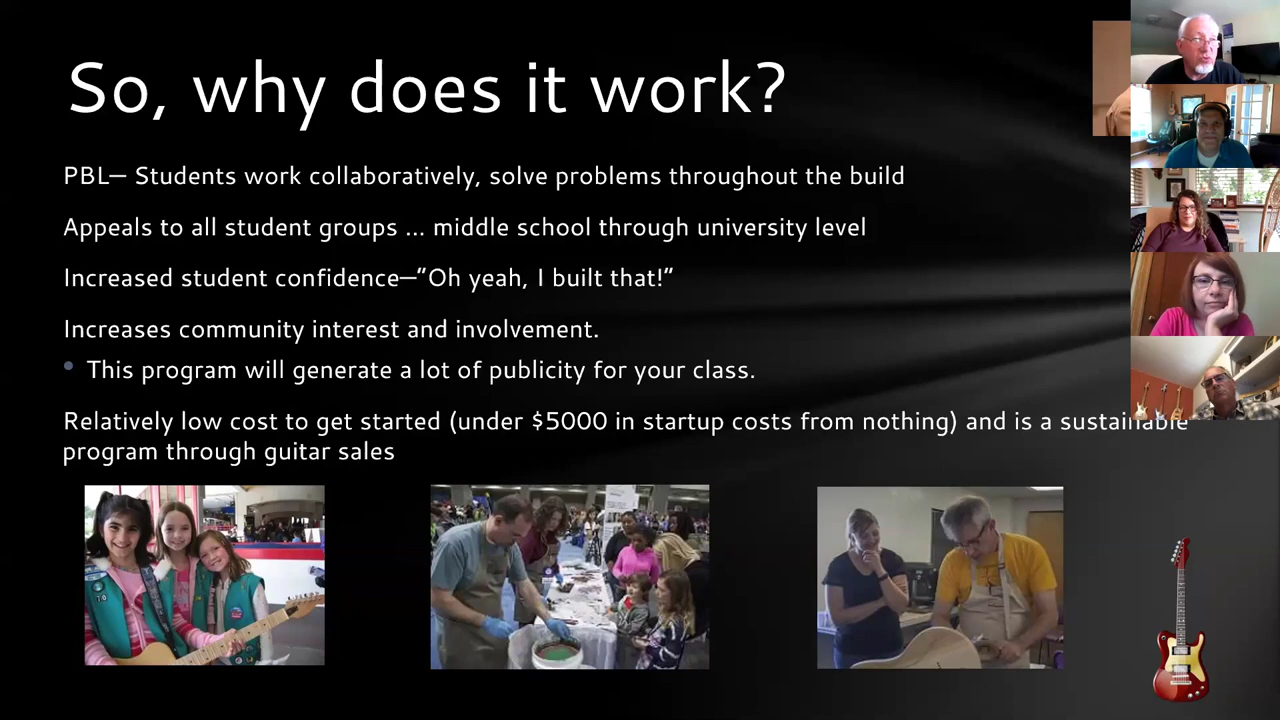 So, why does it work?
PBL— Students work collaboratively, solve problems throughout the build
Appeals to all student groups … middle school through university level
Increased student confidence—"Oh yeah, I built that!"
Increases community interest and involvement.
• This program will generate a lot of publicity for your class.
Relatively low cost to get started (under $5000 in startup costs from nothing) and is a sustainable
program through guitar sales